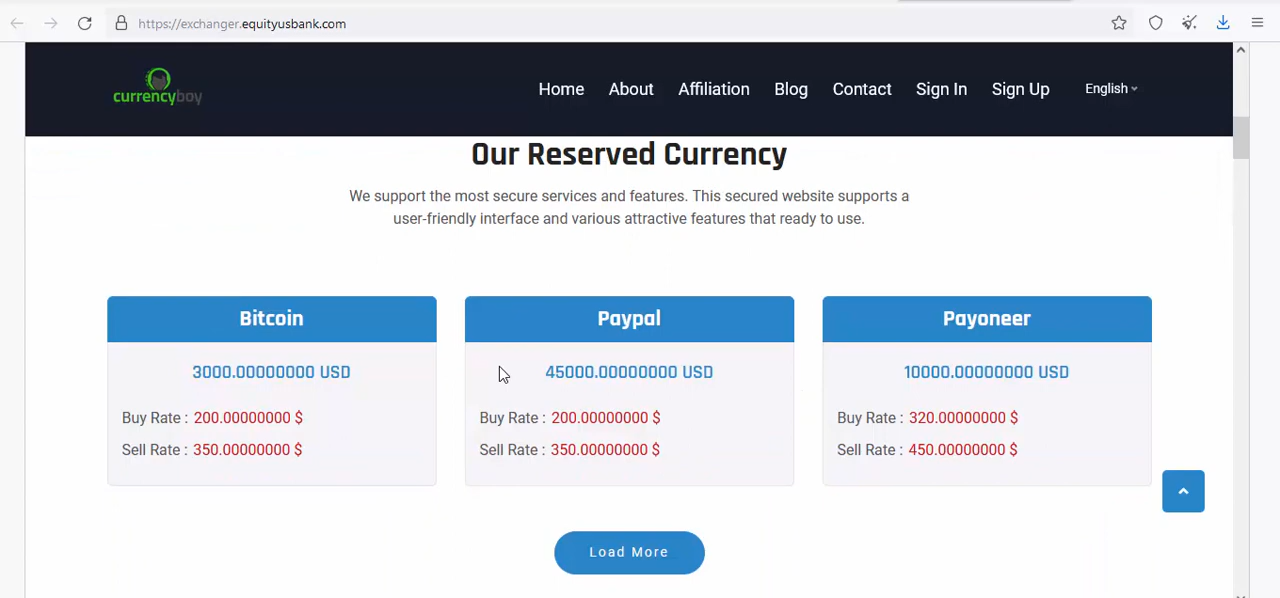 https://exchanger.equityusbank.com
currencyboy
Home About Affiliation Blog Contact Sign In Sign Up English
Our Reserved Currency
We support the most secure services and features. This secured website supports a
user-friendly interface and various attractive features that ready to use.
Bitcoin
3000.00000000 USD
Buy Rate : 200.00000000 $
Sell Rate : 350.00000000 $
Paypal
45000.00000000 USD
Buy Rate : 200.00000000 $
Sell Rate : 350.00000000 $
Payoneer
10000.00000000 USD
Buy Rate : 320.00000000 $
Sell Rate : 450.00000000 $
Load More